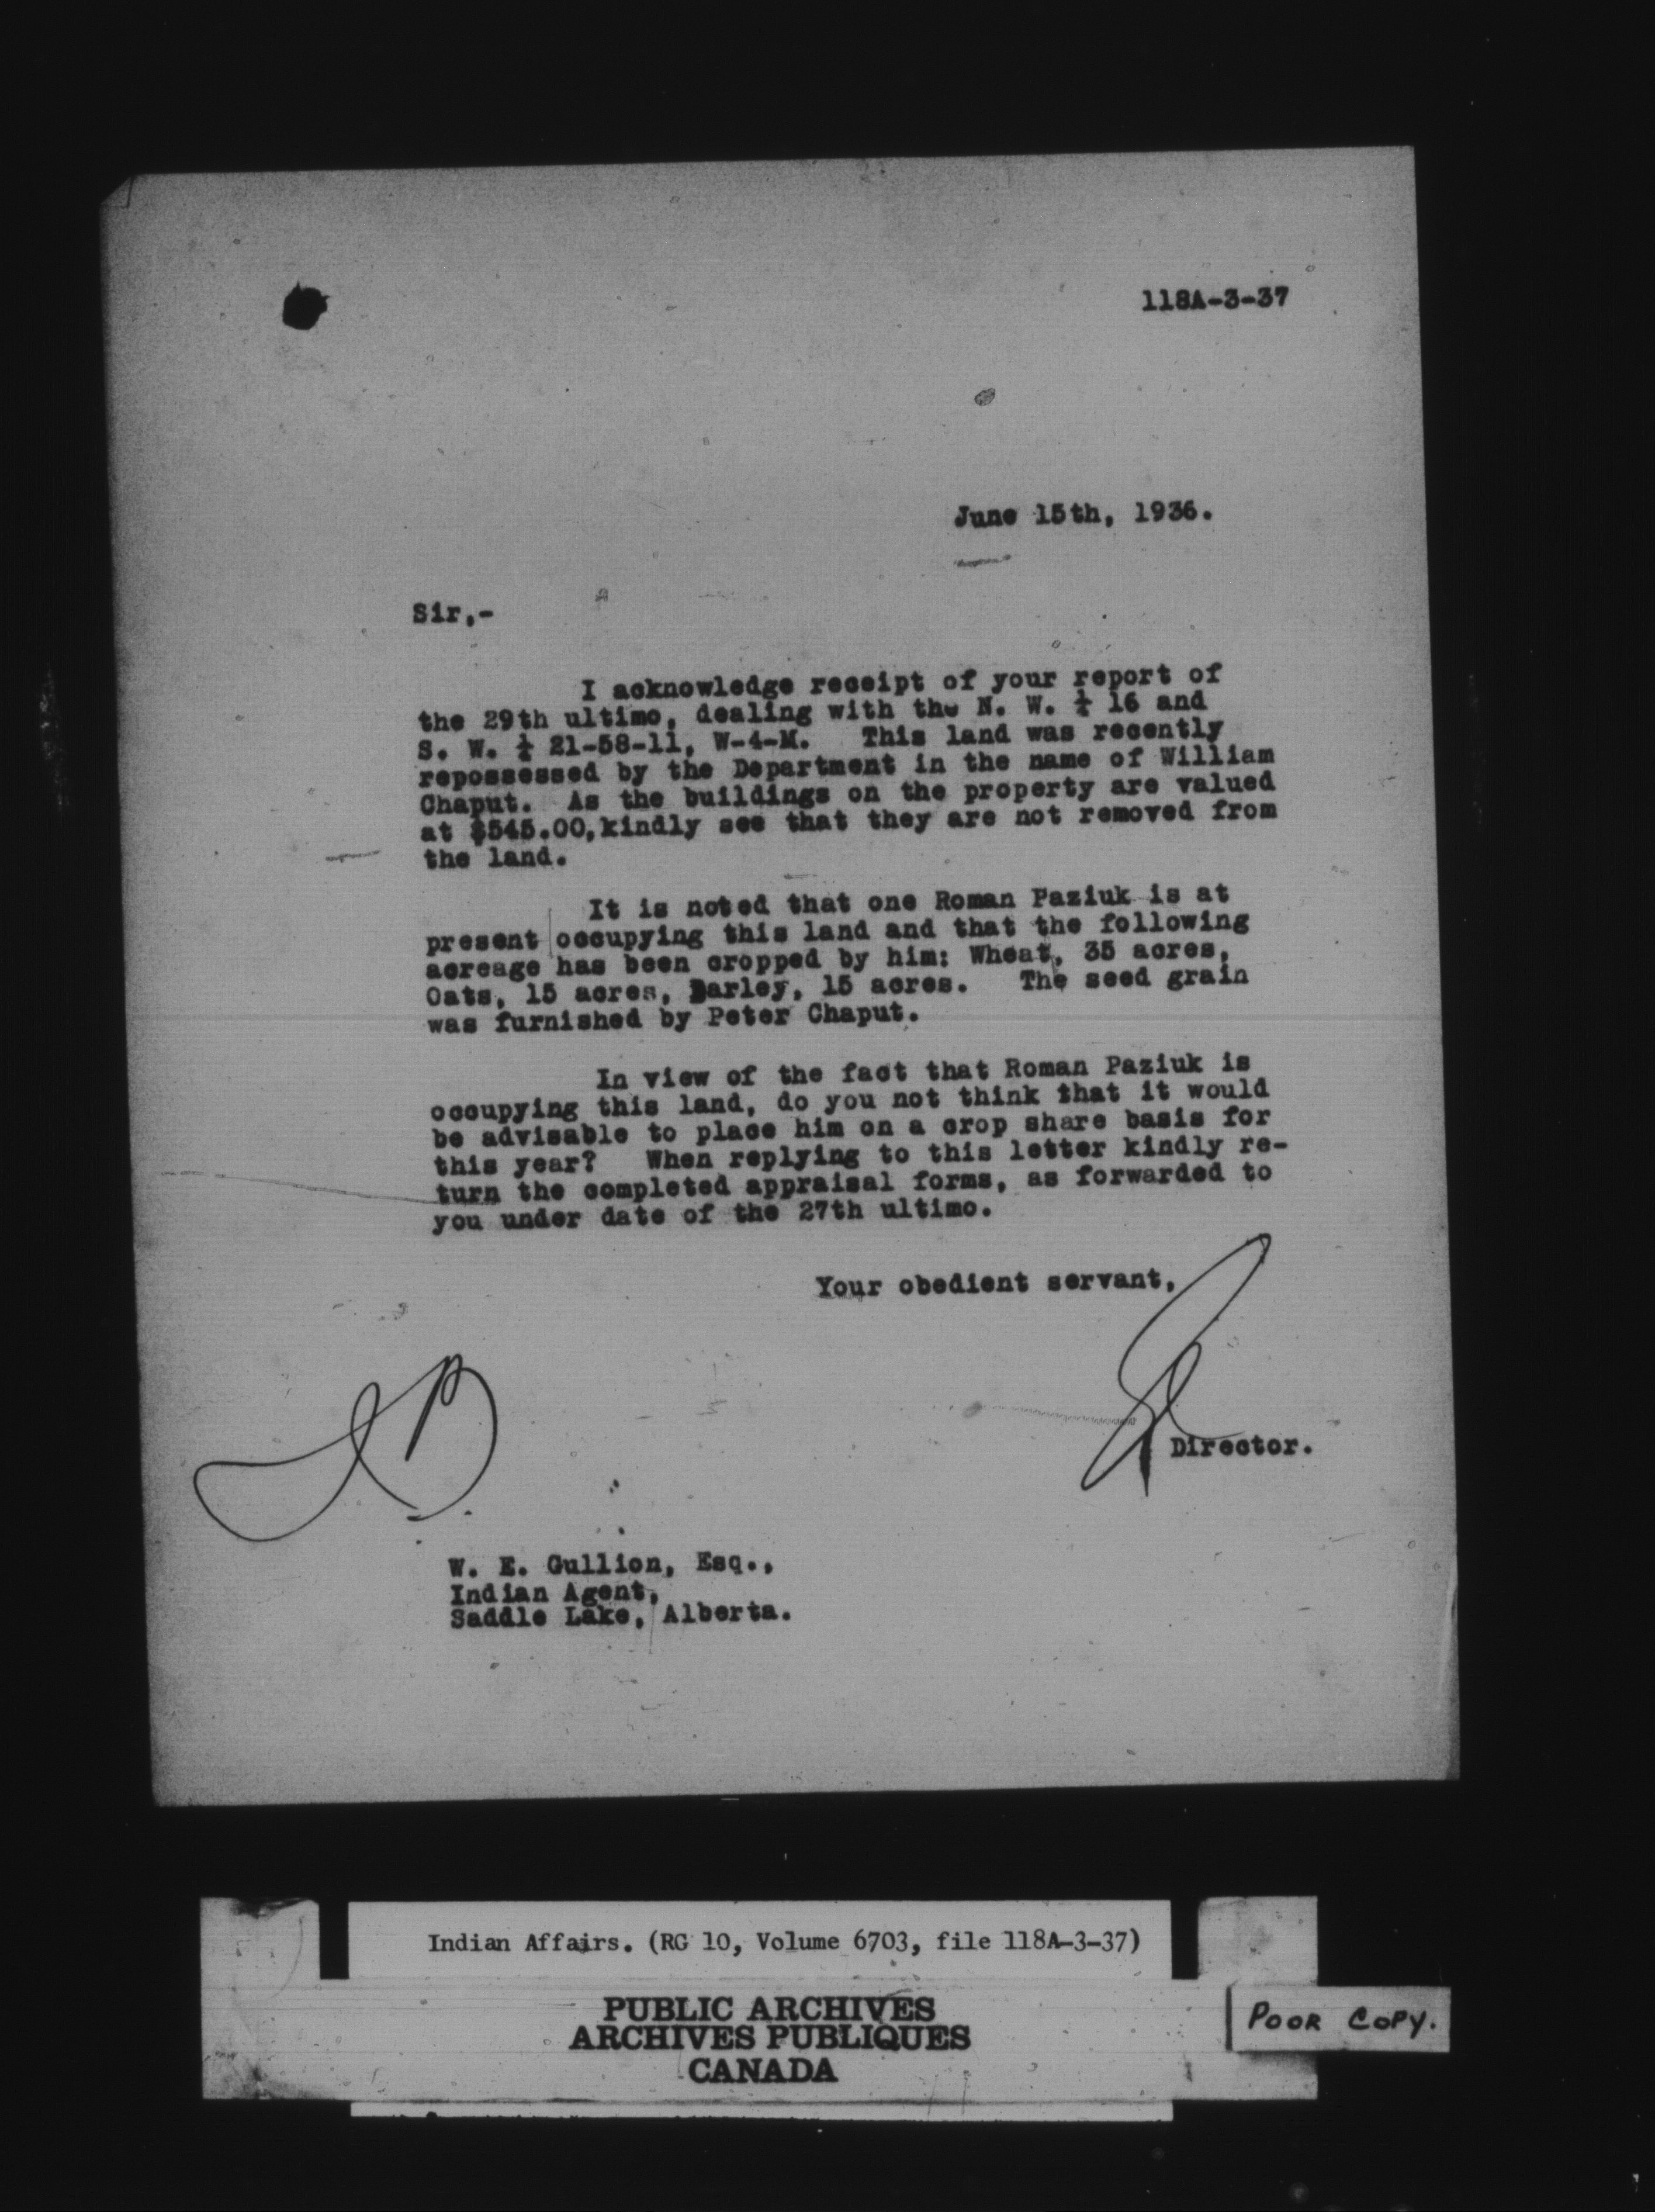 118A-3-37
June 15th, 1936.
Sir,-
I acknowledge receipt of your report of
the 29th ultimo, dealing with the N. W. ¼ 16 and
S. W. ¼ 21-58-11, W-4-M. This land was recently
repossessed by the Department in the name of William
Chaput. As the buildings on the property are valued
at $545.00, kindly see that they are not removed from
the land.
It is noted that one Roman Paziuk is at
present occupying this land and that the following
acreage has been cropped by him: Wheat, 35 acres,
Oats, 15 acres, Barley, 15 acres. The seed grain
was furnished by Peter Chaput.
In view of the fact that Roman Paziuk is
occupying this land, do you not think that it would
be advisable to place him on a crop share basis for
this year? When replying to this letter kindly re-
turn the completed appraisal forms, as forwarded to
you under date of the 27th ultimo.
Your obedient servant,
Director.
W. E. Gullion, Esq.,
Indian Agent,
Saddle Lake, Alberta.
Indian Affairs. (RG 10, Volume 6703, file 118A-3-37)
PUBLIC ARCHIVES
ARCHIVES PUBLIQUES
CANADA
POOR COPY.